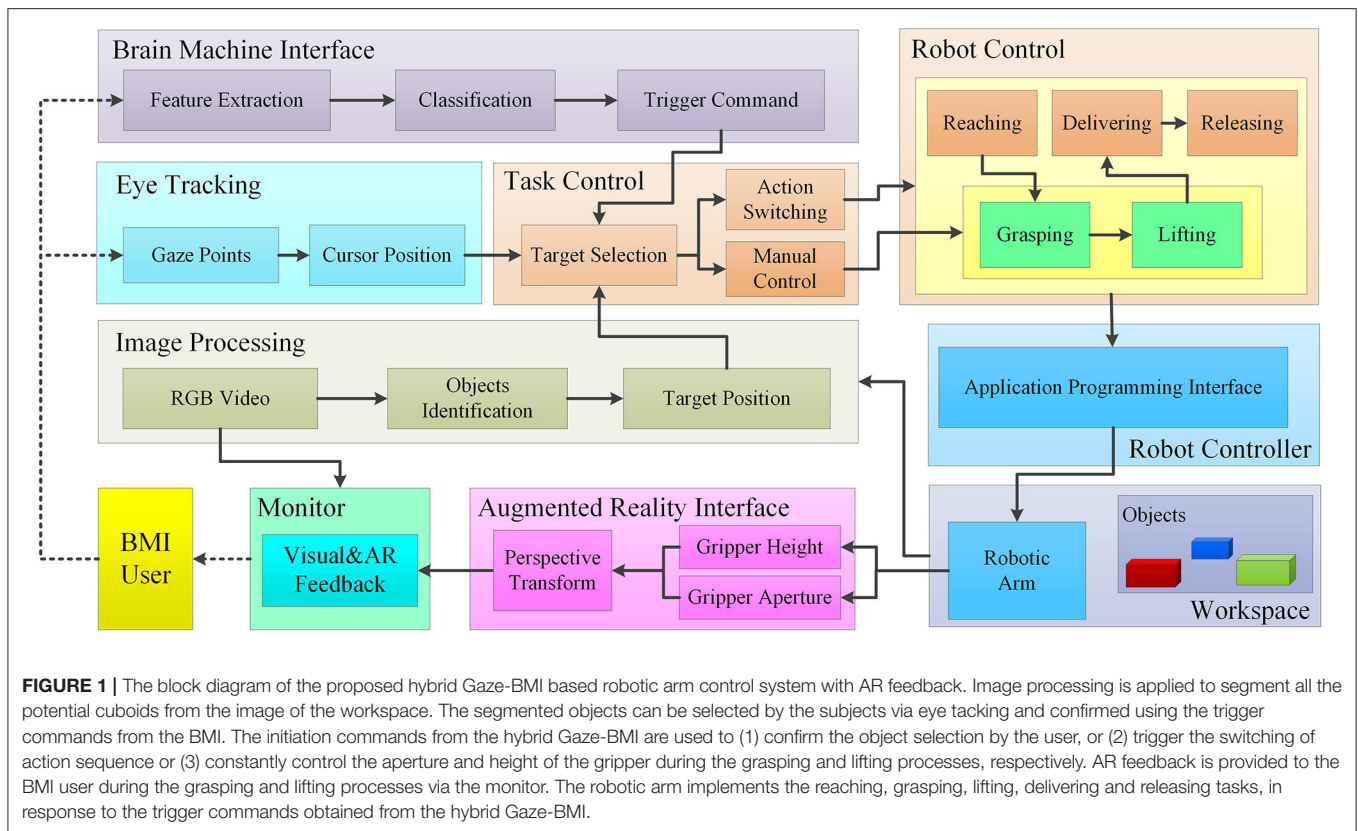 Brain Machine Interface
Feature Extraction
Classification
Trigger Command
Eye Tracking
Gaze Points
Cursor Position
Task Control
Target Selection
Action
Switching
Manual
Control
Robot Control
Reaching
Delivering
Releasing
Grasping
Lifting
Image Processing
RGB Video
Objects
Identification
Target Position
Application Programming Interface
Robot Controller
BMI
User
Monitor
Visual&AR
Feedback
Augmented Reality Interface
Perspective
Transform
Gripper Height
Gripper Aperture
Robotic
Arm
Objects
Workspace
FIGURE 1 | The block diagram of the proposed hybrid Gaze-BMI based robotic arm control system with AR feedback. Image processing is applied to segment all the
potential cuboids from the image of the workspace. The segmented objects can be selected by the subjects via eye tacking and confirmed using the trigger
commands from the BMI. The initiation commands from the hybrid Gaze-BMI are used to (1) confirm the object selection by the user, or (2) trigger the switching of
action sequence or (3) constantly control the aperture and height of the gripper during the grasping and lifting processes, respectively. AR feedback is provided to the
BMI user during the grasping and lifting processes via the monitor. The robotic arm implements the reaching, grasping, lifting, delivering and releasing tasks, in
response to the trigger commands obtained from the hybrid Gaze-BMI.